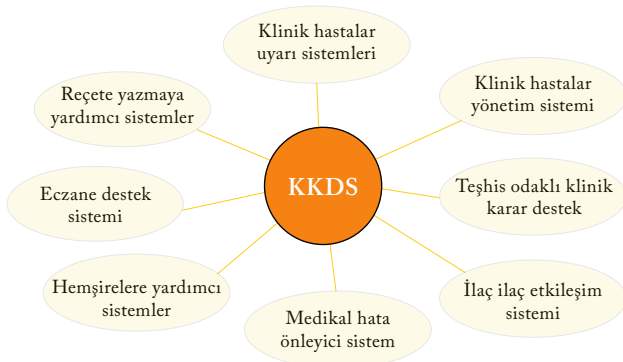 Klinik hastalar
uyarı sistemleri
Klinik hastalar
yönetim sistemi
Reçete yazmaya
yardımcı sistemler
KKDS
Teşhis odaklı klinik
karar destek
Eczane destek
sistemi
Hemşirelere yardımcı
sistemler
İlaç ilaç etkileşim
sistemi
Medikal hata
önleyici sistem